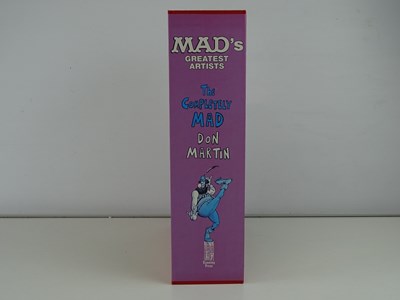 MAD's
GREATEST
ARTISTS
THE
COMPLETELY
MAD
DON
MARTIN